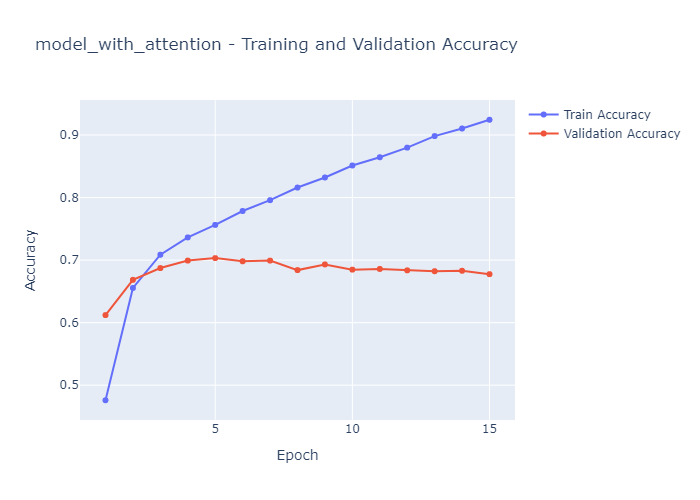 model_with_attention - Training and Validation Accuracy
Train Accuracy
Validation Accuracy
Accuracy
0.9
0.8
0.7
0.6
0.5
5
10
15
Epoch